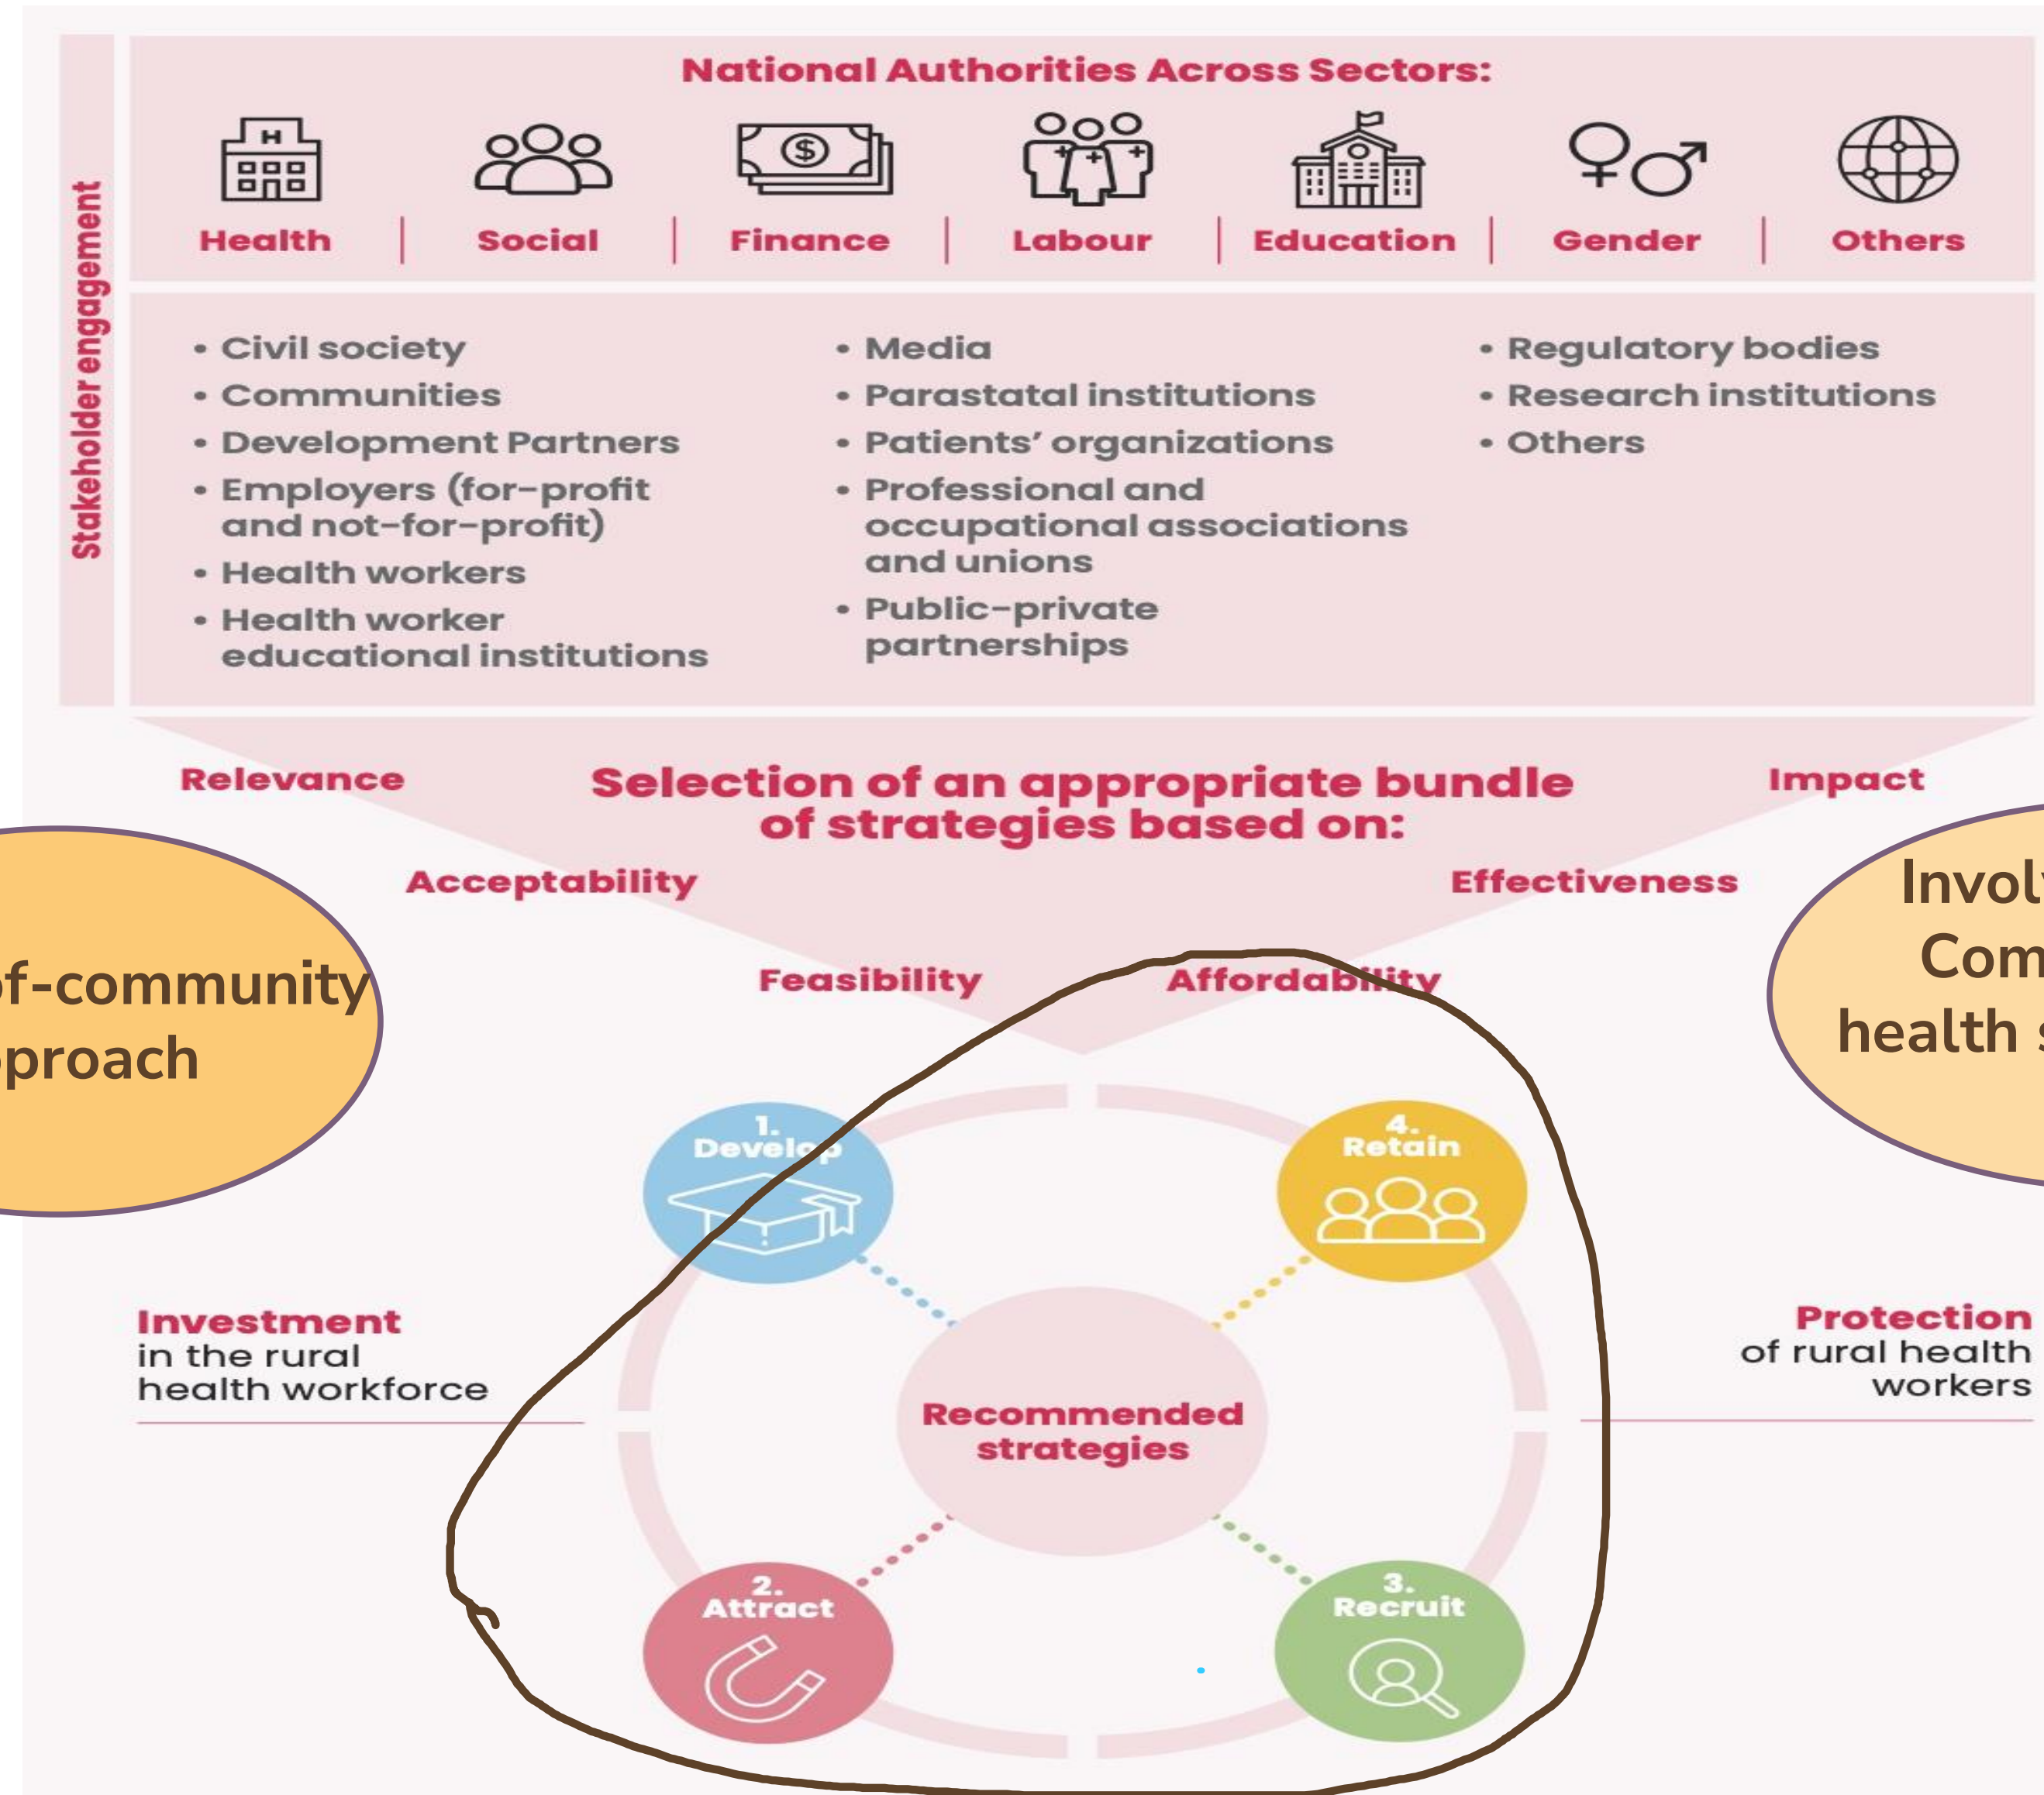 National Authorities Across Sectors:
H
$
Health
Social
Finance
Labour
Education
Gender
Others
Stakeholder engagement
• Civil society
• Communities
• Development Partners
• Employers (for-profit
and not-for-profit)
• Health workers
• Health worker
educational institutions
• Media
• Parastatal institutions
• Patients’ organizations
• Professional and
occupational associations
and unions
• Public-private
partnerships
• Regulatory bodies
• Research institutions
• Others
Selection of an appropriate bundle
of strategies based on:
Relevance
Impact
Acceptability
Effectiveness
Feasibility
Affordability
f-community
proach
Invol
Com
health
1.
Develop
4.
Retain
Investment
in the rural
health workforce
Protection
of rural health
workers
Recommended
strategies
2.
Attract
3.
Recruit